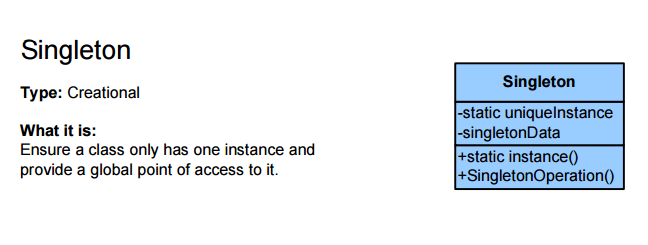 Singleton
Type: Creational
What it is:
Ensure a class only has one instance and
provide a global point of access to it.
Singleton
-static uniqueInstance
-singletonData
+static instance()
+SingletonOperation()